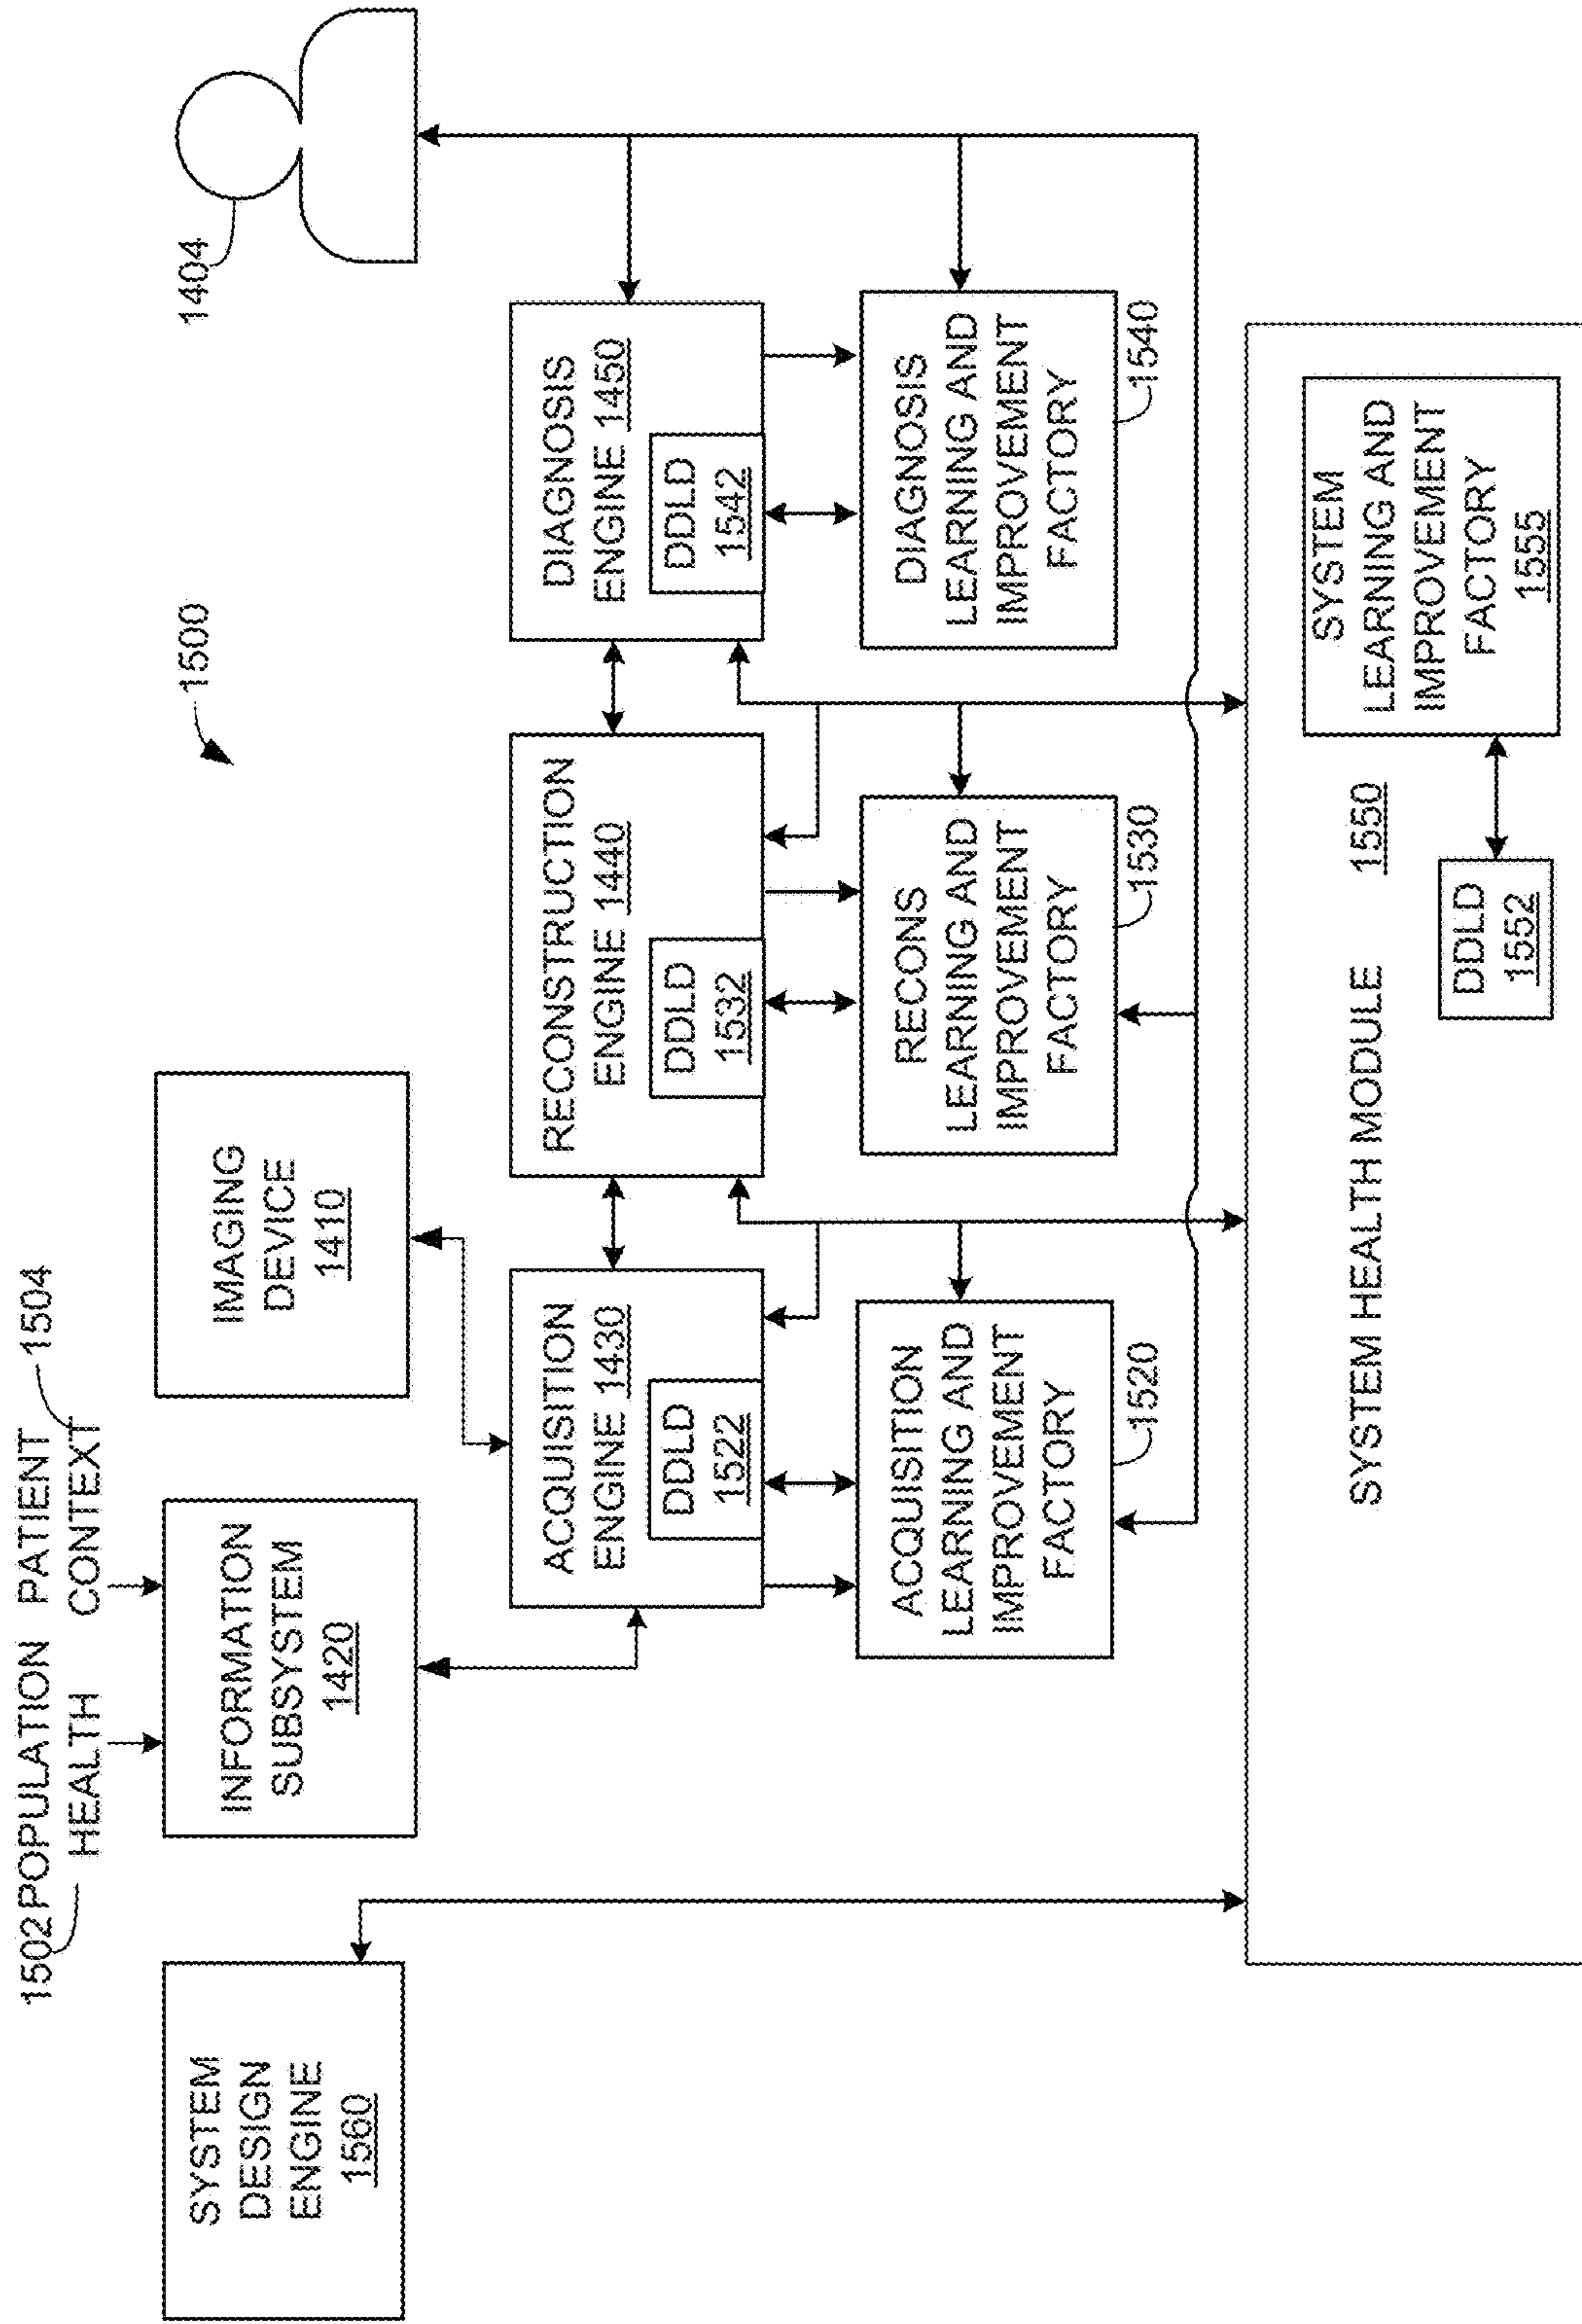 1502 POPULATION
HEALTH
PATIENT
CONTEXT 1504
1500
1404
SYSTEM
DESIGN
ENGINE
1560
INFORMATION
SUBSYSTEM
1420
IMAGING
DEVICE
1410
ACQUISITION
ENGINE 1430
DDLD
1522
RECONSTRUCTION
ENGINE 1440
DDLD
1532
DIAGNOSIS
ENGINE 1450
DDLD
1542
ACQUISITION
LEARNING AND
IMPROVEMENT
FACTORY
1520
RECONS
LEARNING AND
IMPROVEMENT
FACTORY
1530
DIAGNOSIS
LEARNING AND
IMPROVEMENT
FACTORY
1540
SYSTEM HEALTH MODULE 1550
DDLD
1552
SYSTEM
LEARNING AND
IMPROVEMENT
FACTORY
1555